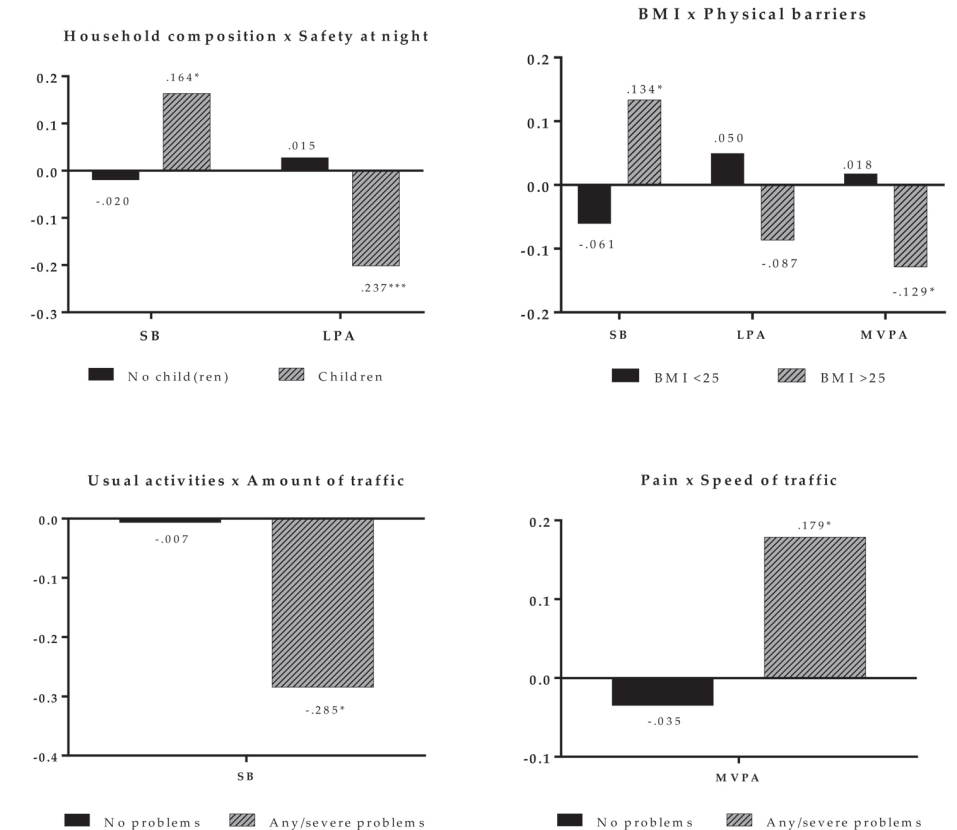 Household composition x Safety at night
0.2
0.1
0.0
-0.1
-0.2
-0.3
.164*
-.020
.015
.237***
SB
LPA
No child(ren)
Children
BMI x Physical barriers
0.2
0.1
0.0
-0.1
-0.2
-.061
.134*
.050
-.087
.018
-.129*
SB
LPA
MVPA
BMI <25
BMI >25
Usual activities x Amount of traffic
0.0
-0.1
-0.2
-0.3
-0.4
-.007
-.285*
SB
No problems
Any/severe problems
Pain x Speed of traffic
0.2
0.1
0.0
-0.1
-.035
.179*
MVPA
No problems
Any/severe problems